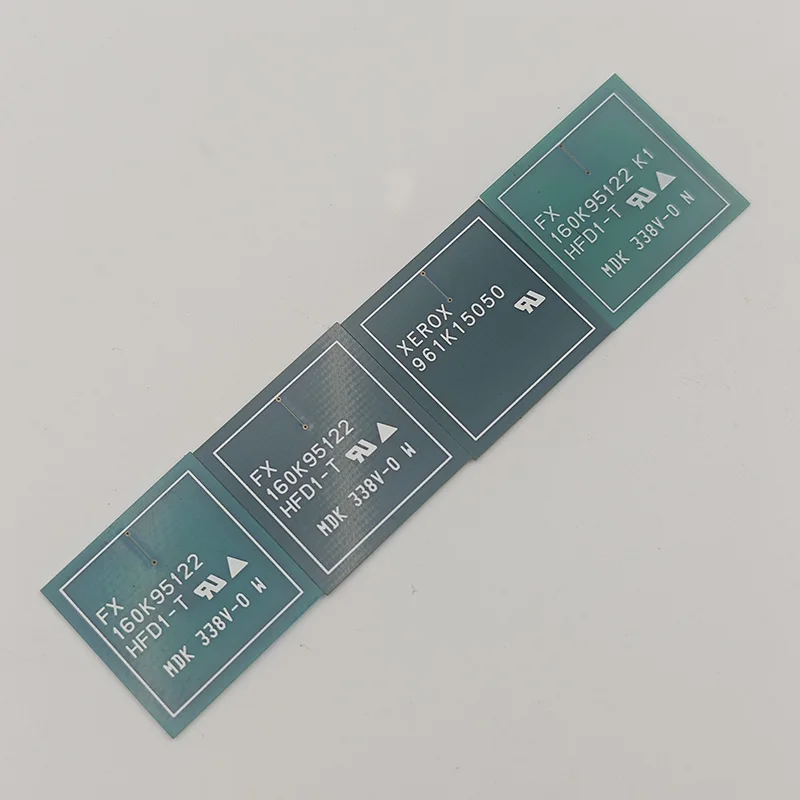 FX
160K95122 K1
HFD1-T
MDK 338V-0 N
XEROX
961K15050
FX
160K95122
HFD1-T
MDK 338V-0 W
FX
160K95122
HFD1-T
MDK 338V-0 W